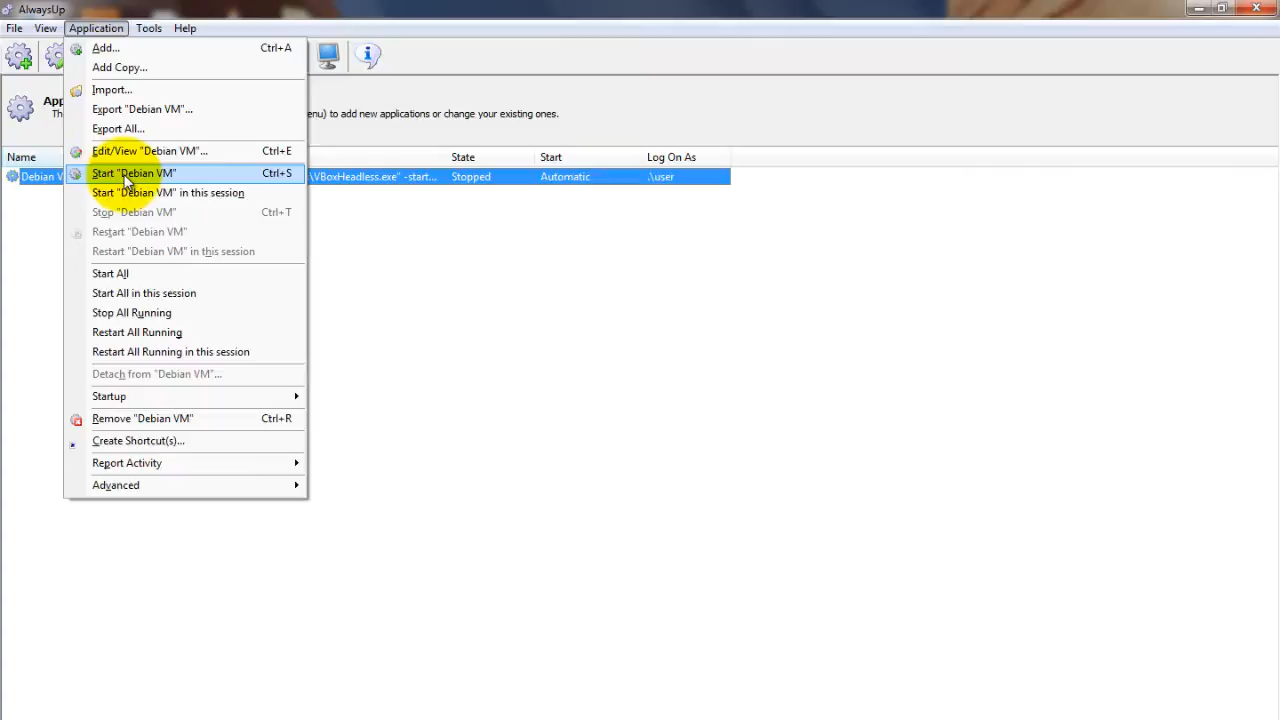 AlwaysUp
File View Application Tools Help
Add... Ctrl+A
Add Copy...
Import...
Export "Debian VM"...
Export All...
Edit/View "Debian VM"... Ctrl+E
Start "Debian VM" Ctrl+S
Start "Debian VM" in this session
Stop "Debian VM" Ctrl+T
Restart "Debian VM"
Restart "Debian VM" in this session
Start All
Start All in this session
Stop All Running
Restart All Running
Restart All Running in this session
Detach from "Debian VM"...
Startup
Remove "Debian VM" Ctrl+R
Create Shortcut(s)...
Report Activity
Advanced
App
enu) to add new applications or change your existing ones.
Name State Start Log On As
Debian V \VBoxHeadless.exe" -start... Stopped Automatic .\user